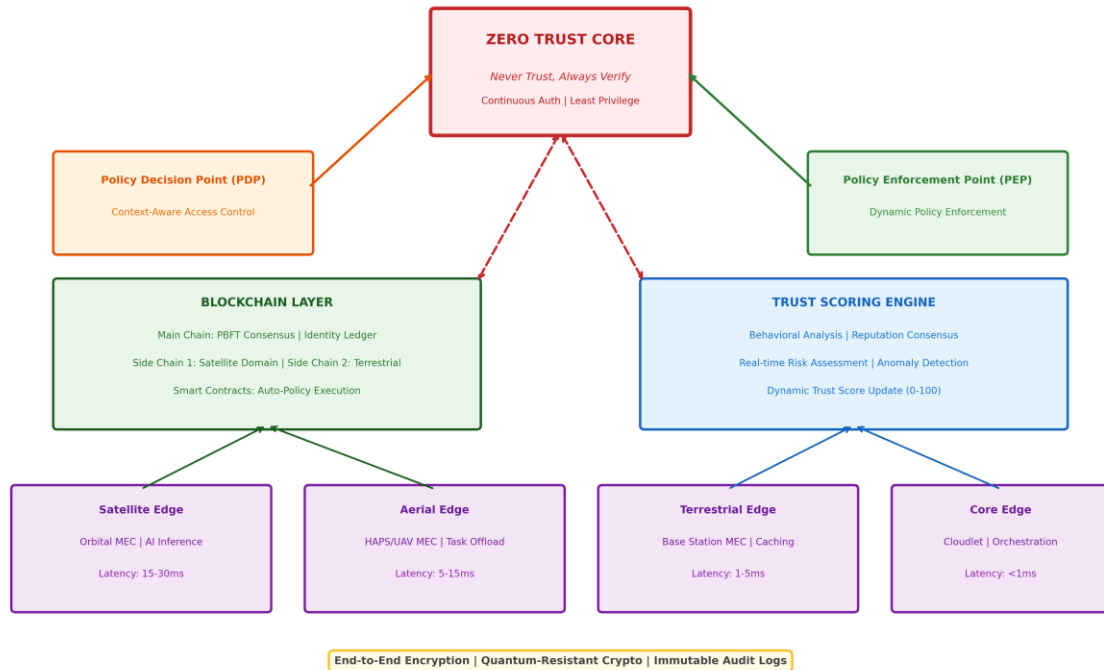 ZERO TRUST CORE
Never Trust, Always Verify
Continuous Auth | Least Privilege
Policy Decision Point (PDP)
Context-Aware Access Control
Policy Enforcement Point (PEP)
Dynamic Policy Enforcement
BLOCKCHAIN LAYER
Main Chain: PBFT Consensus | Identity Ledger
Side Chain 1: Satellite Domain | Side Chain 2: Terrestrial
Smart Contracts: Auto-Policy Execution
TRUST SCORING ENGINE
Behavioral Analysis | Reputation Consensus
Real-time Risk Assessment | Anomaly Detection
Dynamic Trust Score Update (0-100)
Satellite Edge
Orbital MEC | AI Inference
Latency: 15-30ms
Aerial Edge
HAPS/UAV MEC | Task Offload
Latency: 5-15ms
Terrestrial Edge
Base Station MEC | Caching
Latency: 1-5ms
Core Edge
Cloudlet | Orchestration
Latency: <1ms
End-to-End Encryption | Quantum-Resistant Crypto | Immutable Audit Logs